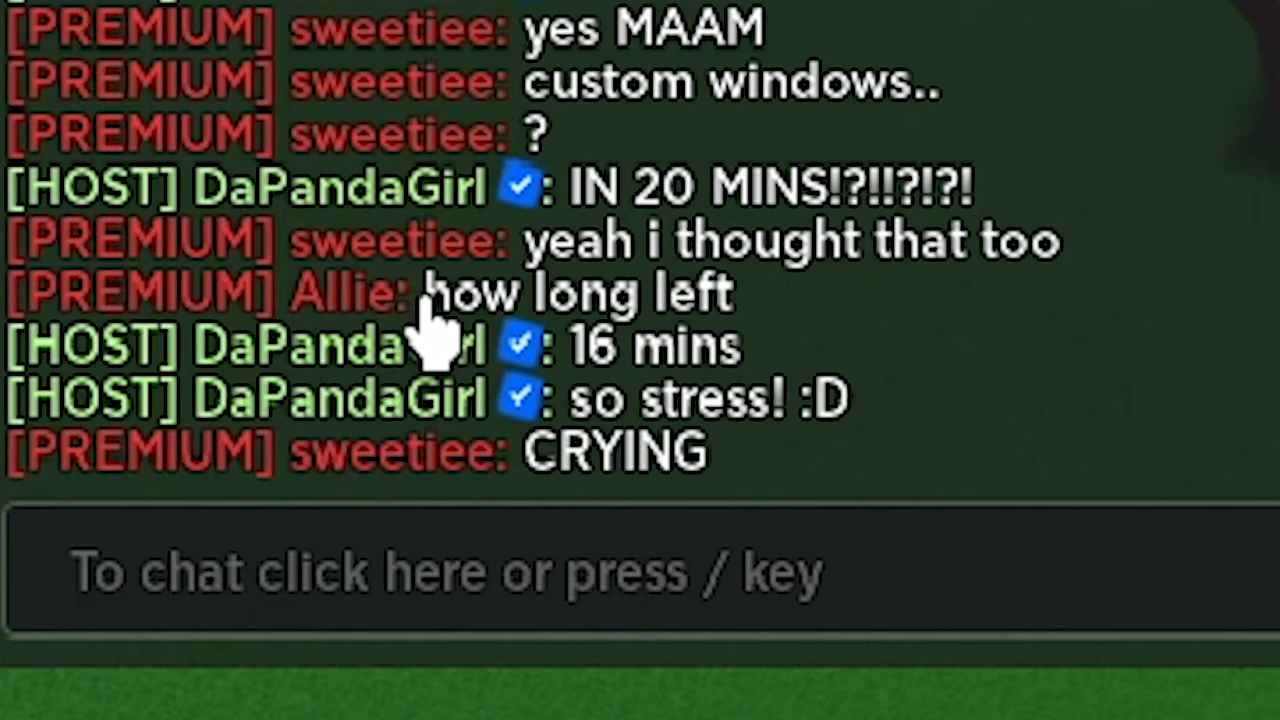 [PREMIUM] sweetiee: yes MAAM
[PREMIUM] sweetiee: custom windows..
[PREMIUM] sweetiee: ?
[HOST] DaPandaGirl: IN 20 MINS!?!!?!?!
[PREMIUM] sweetiee: yeah i thought that too
[PREMIUM] Allie: how long left
[HOST] DaPandaGirl: 16 mins
[HOST] DaPandaGirl: so stress! :D
[PREMIUM] sweetiee: CRYING
To chat click here or press / key